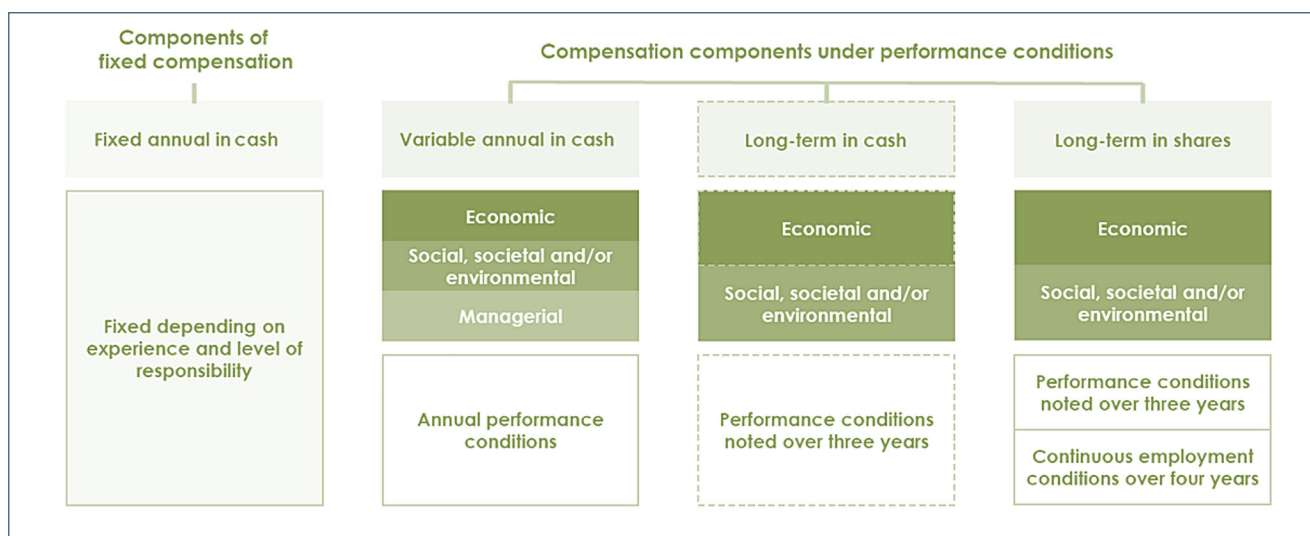 Components of
fixed compensation
Compensation components under performance conditions
Fixed annual in cash
Variable annual in cash
Long-term in cash
Long-term in shares
Fixed depending on
experience and level of
responsibility
Economic
Social, societal and/or
environmental
Managerial
Annual performance
conditions
Economic
Social, societal and/or
environmental
Performance conditions
noted over three years
Economic
Social, societal and/or
environmental
Performance conditions
noted over three years
Continuous employment
conditions over four years